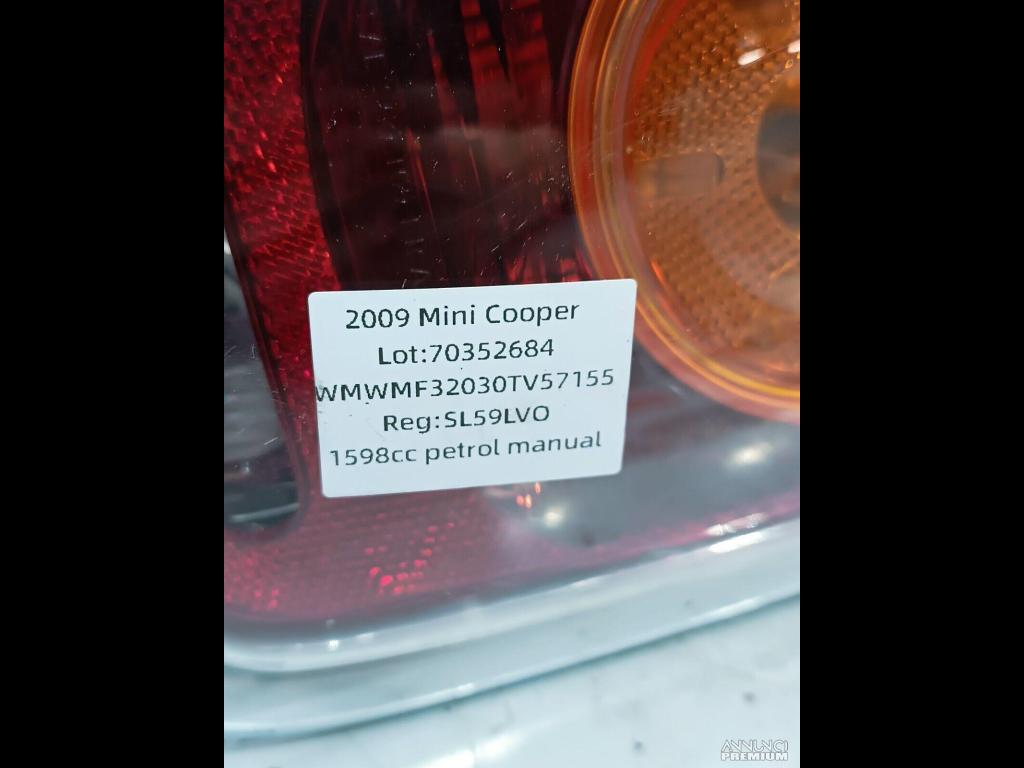 2009 Mini Cooper
Lot:70352684
WMWMF32030TV57155
Reg:SL59LVO
1598cc petrol manual
ANNUNCI
PREMIUM